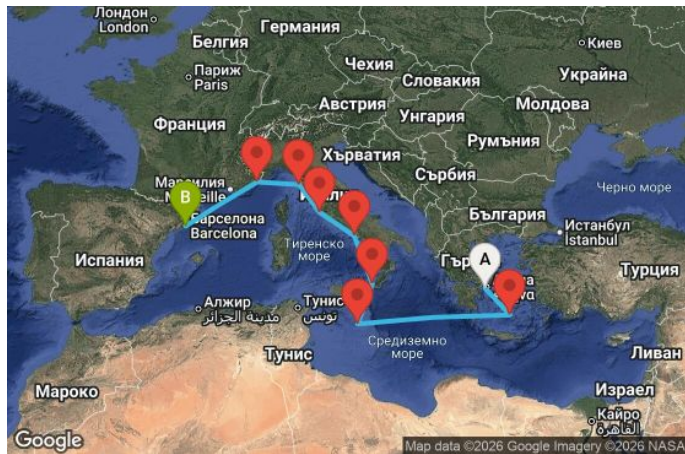 Лондон
London
Германия
Киев
Белгия
Чехия
Париж
Paris
Словакия
Украйна
Австрия
Унгария
Молдова
Франция
Румъния
Хърватия
Сърбия
Марсилия
Черно море
България
Барселона
Barcelona
Истанбул
İstanbul
Тиренско
море
A
B
Испания
Турция
Алжир
مدينة الجزائر
Тунис
تونس
Средиземно
море
Тунис
Ливан
Мароко
Израел
Кайро
القاهرة
Google
Map data ©2026 Google Imagery ©2026 NASA